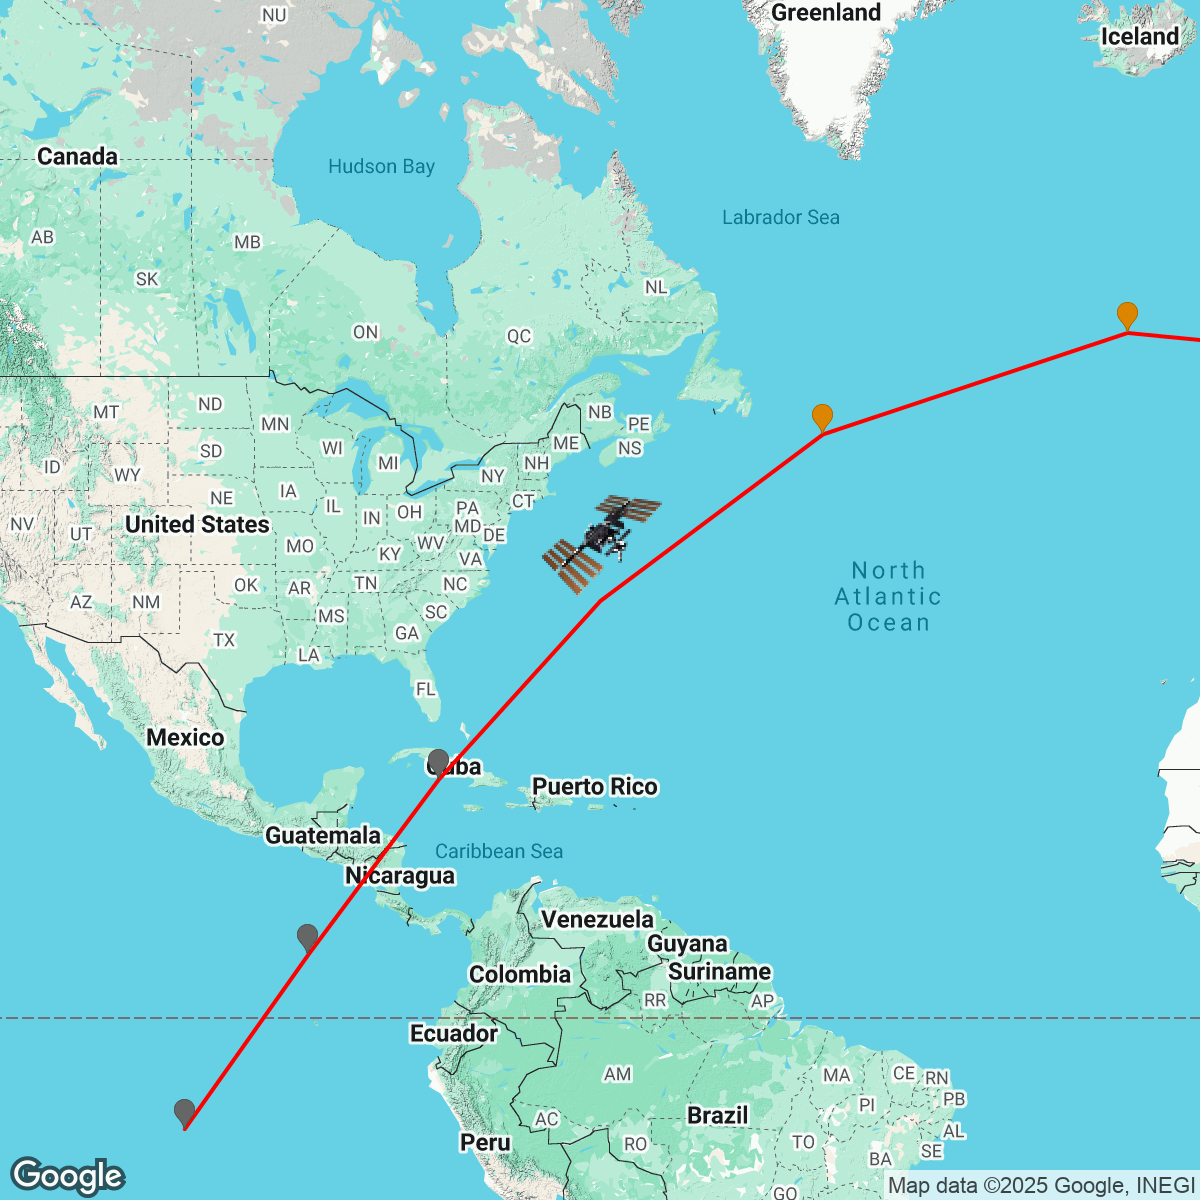 Greenland
NU
Iceland
Canada
Hudson Bay
Labrador Sea
AB
MB
SK
NL
ON
QC
MT
ND
MN
NB
PE
NS
ME
WI
MI
SD
ID
WY
NH
NY
NE
IA
IL
IN
OH
PA
CT
NV
UT
United States
MD
DE
MO
KY
WV
VA
North
Atlantic
Ocean
AZ
NM
OK
AR
TN
NC
MS
SC
TX
LA
GA
FL
Mexico
Cuba
Puerto Rico
Guatemala
Caribbean Sea
Nicaragua
Venezuela
Guyana
Colombia
Suriname
RR
AP
Ecuador
AM
MA
CE
RN
PI
PB
AC
Brazil
AL
Peru
RO
TO
SE
BA
GO
Google
Map data ©2025 Google, INEGI